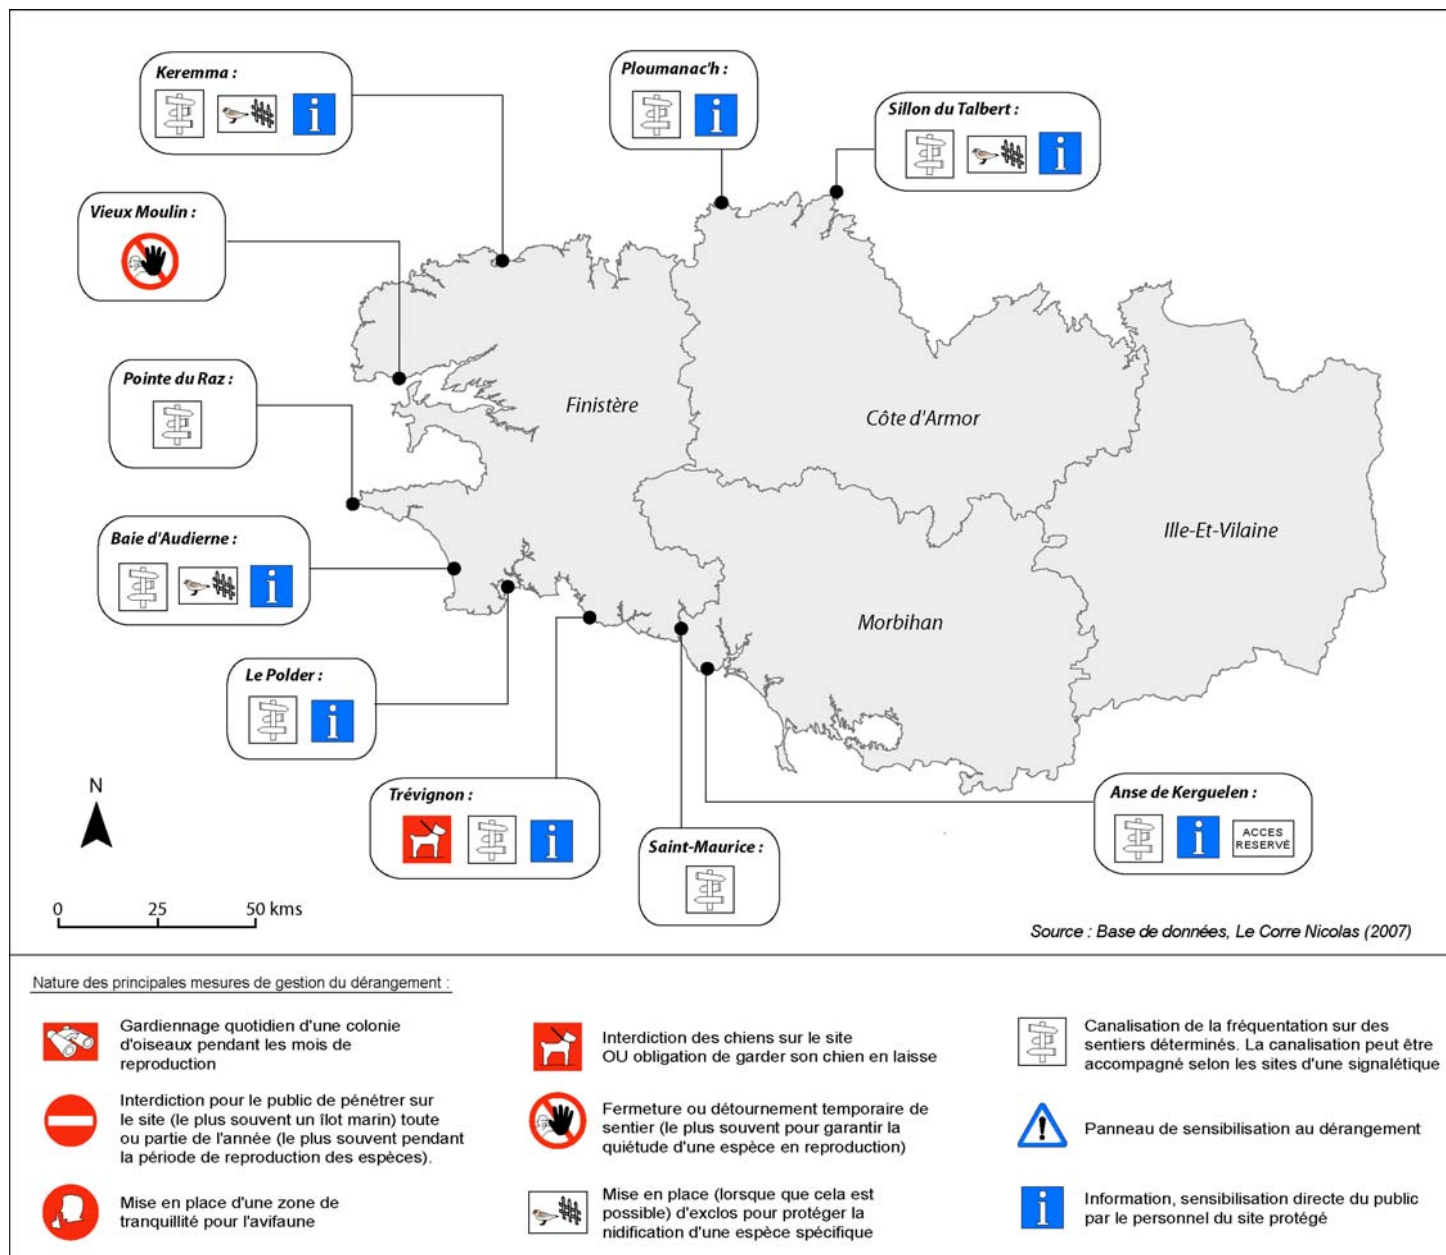 Keremma :
Ploumanac'h :
Sillon du Talbert :
Vieux Moulin :
Pointe du Raz :
Finistère
Côte d'Armor
Baie d'Audierne :
Ille-Et-Vilaine
Morbihan
Le Polder :
N
Trévignon :
Anse de Kerguelen :
ACCES
RESERVÉ
Saint-Maurice :
0 25 50 kms
Source : Base de données, Le Corre Nicolas (2007)
Nature des principales mesures de gestion du dérangement :
Gardiennage quotidien d'une colonie
d'oiseaux pendant les mois de
reproduction
Interdiction pour le public de pénétrer sur
le site (le plus souvent un îlot marin) toute
ou partie de l'année (le plus souvent pendant
la période de reproduction des espèces).
Mise en place d'une zone de
tranquillité pour l'avifaune
Interdiction des chiens sur le site
OU obligation de garder son chien en laisse
Fermeture ou détournement temporaire de
sentier (le plus souvent pour garantir la
quiétude d'une espèce en reproduction)
Mise en place (lorsque que cela est
possible) d'exclos pour protéger la
nidification d'une espèce spécifique
Canalisation de la fréquentation sur des
sentiers déterminés. La canalisation peut être
accompagné selon les sites d'une signalétique
Panneau de sensibilisation au dérangement
Information, sensibilisation directe du public
par le personnel du site protégé